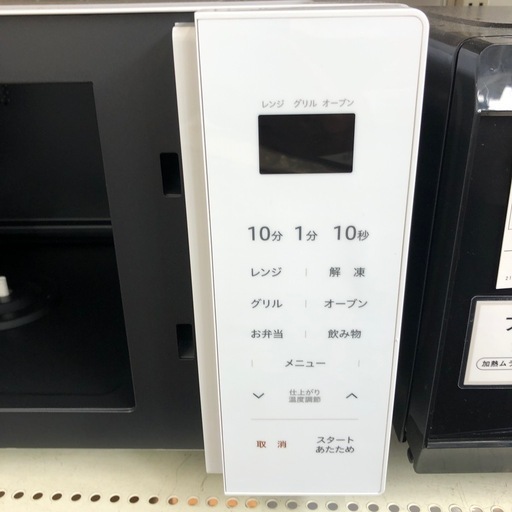 レンジ グリル オーブン
10分 1分 10秒
レンジ 解凍
グリル オーブン
お弁当 飲み物
メニュー
仕上がり
温度調節
取消 スタート
あたため
加熱ム